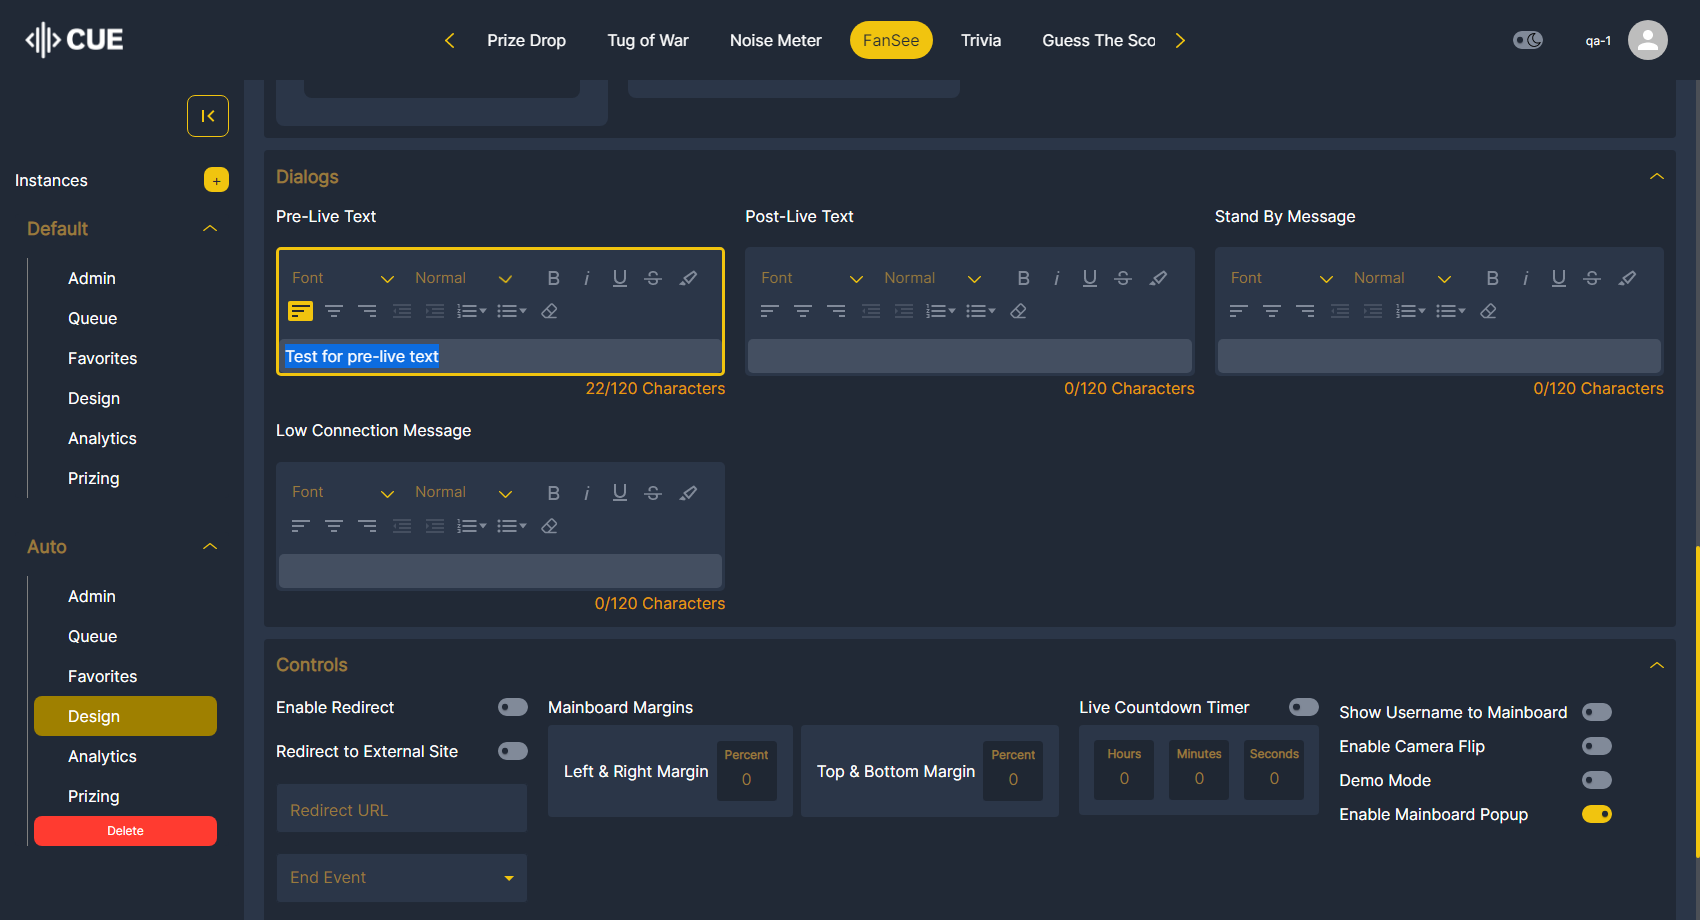 CUE
Prize Drop
Tug of War
Noise Meter
FanSee
Trivia
Guess The Sco
qa-1
Instances
+
Default
Admin
Queue
Favorites
Design
Analytics
Prizing
Auto
Admin
Queue
Favorites
Design
Analytics
Prizing
Delete
Dialogs
Pre-Live Text
Font
Normal
B i U S
Test for pre-live text
22/120 Characters
Post-Live Text
Font
Normal
B i U S
0/120 Characters
Stand By Message
Font
Normal
B i U S
0/120 Characters
Low Connection Message
Font
Normal
B i U S
0/120 Characters
Controls
Enable Redirect
Redirect to External Site
Redirect URL
End Event
Mainboard Margins
Left & Right Margin
Percent
0
Top & Bottom Margin
Percent
0
Live Countdown Timer
Hours
0
Minutes
0
Seconds
0
Show Username to Mainboard
Enable Camera Flip
Demo Mode
Enable Mainboard Popup